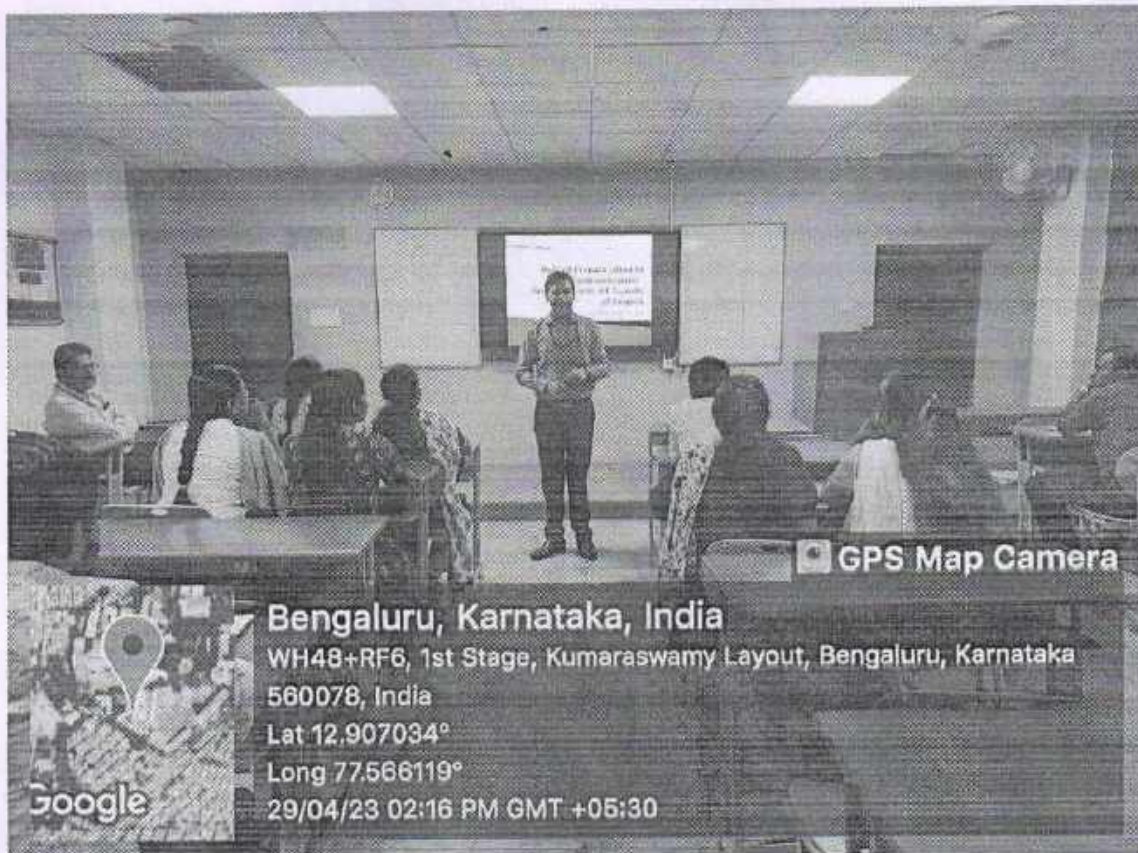 GPS Map Camera
Bengaluru, Karnataka, India
WH48+RF6, 1st Stage, Kumaraswamy Layout, Bengaluru, Karnataka
560078, India
Lat 12.907034°
Long 77.566119°
29/04/23 02:16 PM GMT +05:30
Google